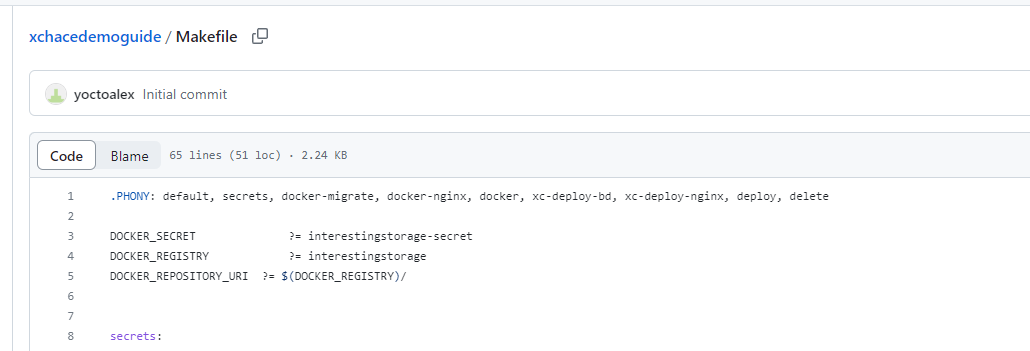 xchacedemoguide / Makefile
yoctoalex Initial commit
Code Blame 65 lines (51 loc) · 2.24 KB
1 .PHONY: default, secrets, docker-migrate, docker-nginx, docker, xc-deploy-bd, xc-deploy-nginx, deploy, delete
2
3 DOCKER_SECRET ?= interestingstorage-secret
4 DOCKER_REGISTRY ?= interestingstorage
5 DOCKER_REPOSITORY_URI ?= $(DOCKER_REGISTRY)/
6
7
8 secrets: